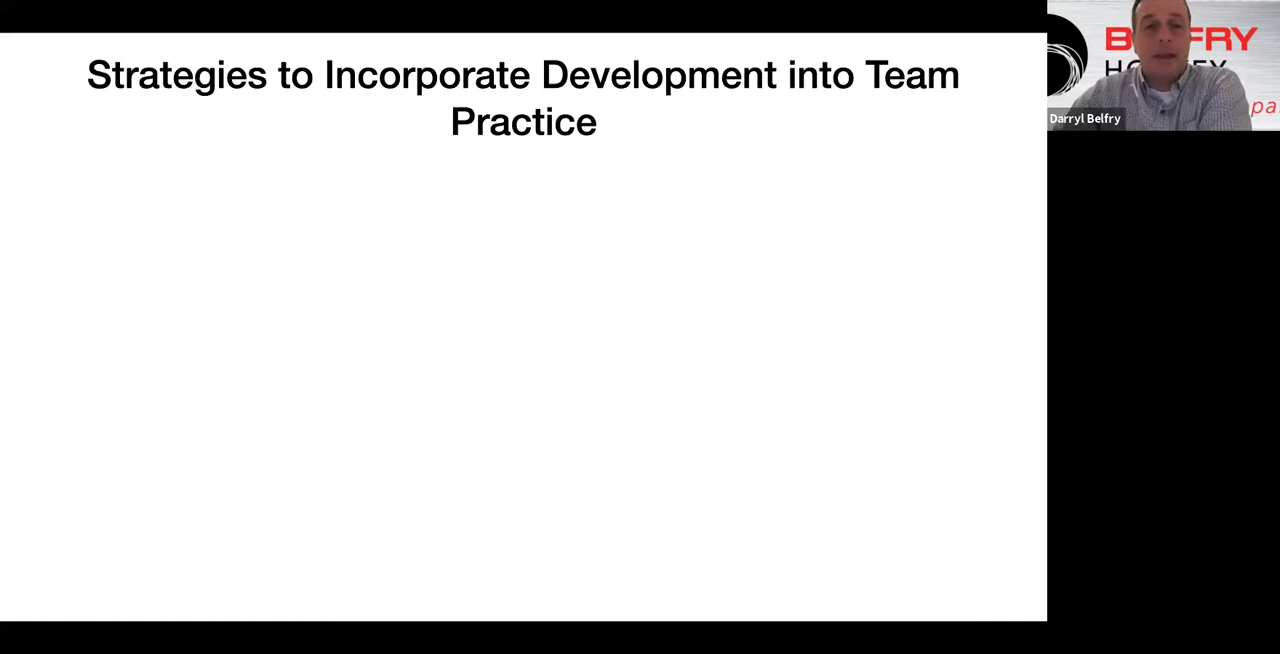 Strategies to Incorporate Development into Team
Practice
Darryl Belfry